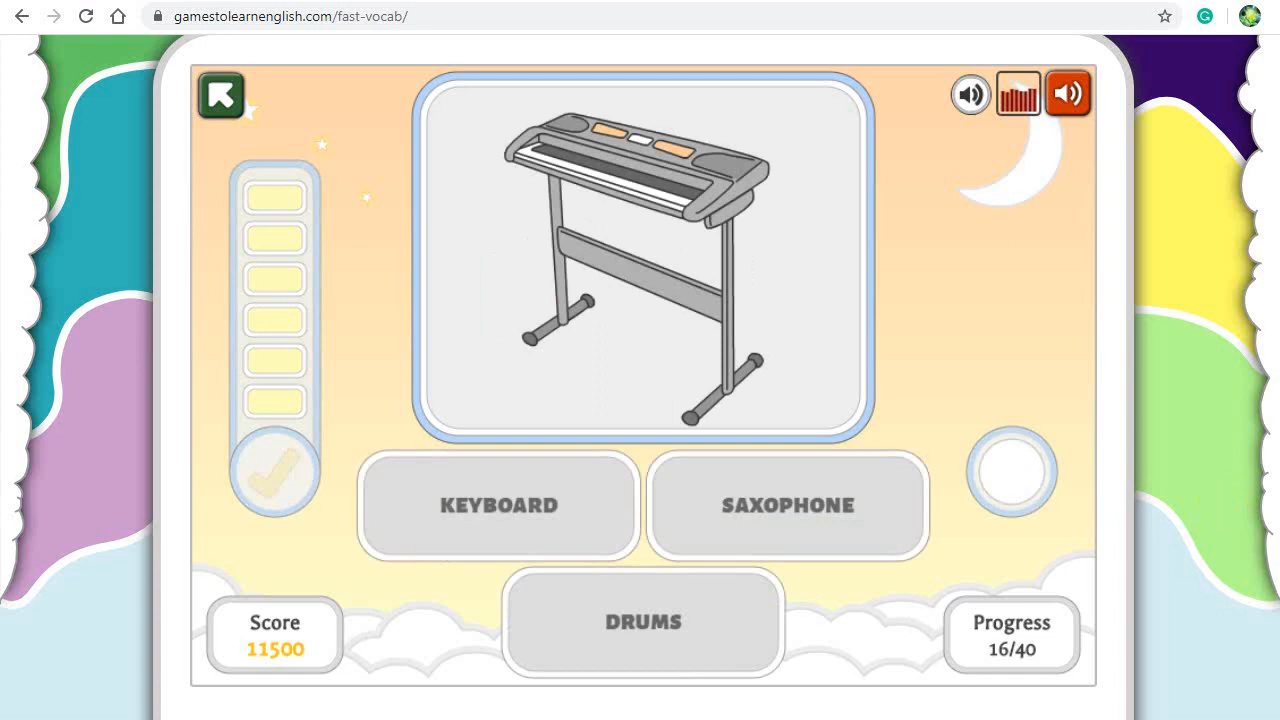 gamestolearnenglish.com/fast-vocab/
KEYBOARD
SAXOPHONE
DRUMS
Score
11500
Progress
16/40